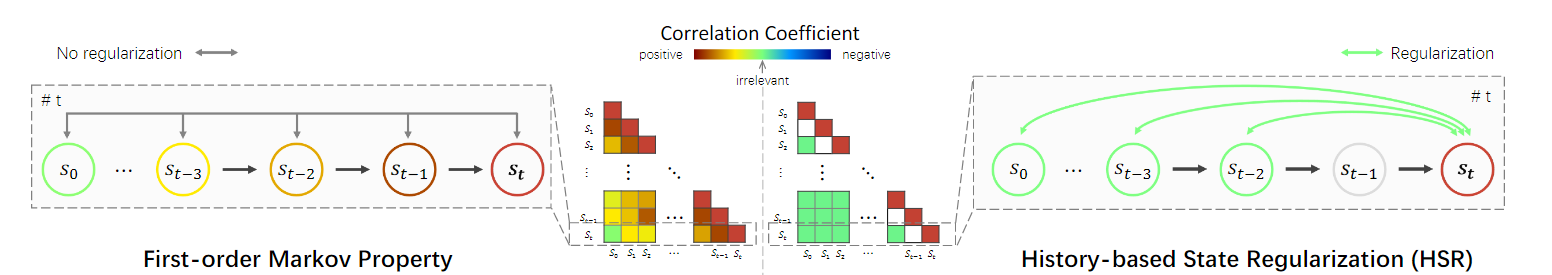 Correlation Coefficient
No regularization
positive
negative
Regularization
irrelevant
# t
# t
S₀
S₁
S₂
S₀
S₁
S₂
s₀ ... sₜ₋₃ sₜ₋₂ sₜ₋₁ sₜ
s₀ ... sₜ₋₃ sₜ₋₂ sₜ₋₁ sₜ
⋮ ⋮ ⋱
⋮ ⋮ ⋱
Sₜ₋₁ ...
Sₜ
Sₜ₋₁ ...
Sₜ
S₀ S₁ S₂ ... Sₜ₋₁ Sₜ
S₀ S₁ S₂ ... Sₜ₋₁ Sₜ
First-order Markov Property
History-based State Regularization (HSR)